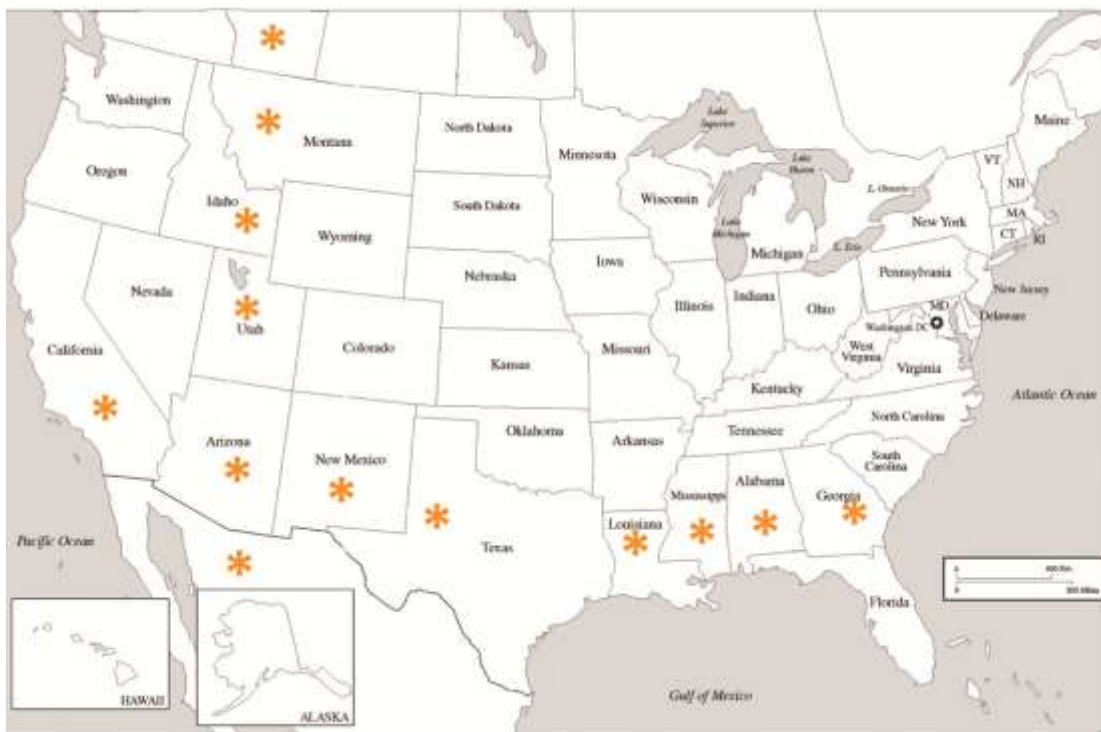 Washington
Montana
North Dakota
Minnesota
Lake
Superior
Maine
Oregon
Idaho
Wyoming
South Dakota
Wisconsin
Lake
Huron
L. Ontario
VT
NH
MA
CT
RI
New York
Lake
Michigan
Michigan
L. Erie
Nevada
Utah
Nebraska
Iowa
Illinois
Indiana
Ohio
Pennsylvania
New Jersey
MD
Delaware
Washington DC
California
Colorado
Kansas
Missouri
West
Virginia
Virginia
Kentucky
Atlantic Ocean
Arizona
New Mexico
Oklahoma
Arkansas
Tennessee
North Carolina
South
Carolina
Mississippi
Alabama
Georgia
Louisiana
Texas
Pacific Ocean
Florida
0
0
HAWAII
ALASKA
Gulf of Mexico